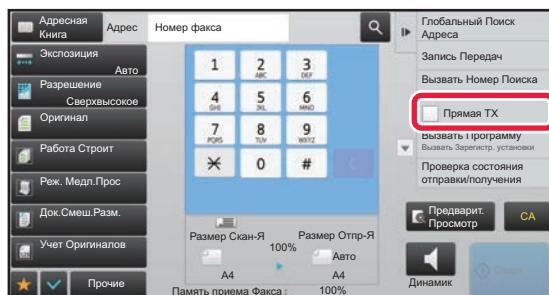 Адресная
Книга
Адрес
Номер факса
Глобальный Поиск
Адреса
Экспозиция
Авто
Запись Передач
Разрешение
Сверхвысокое
Вызвать Номер Поиска
Оригинал
Прямая TX
Работа Строит
Вызвать Программу
Вызвать Зарегистр. установки
Реж. Медл.Прос
Проверка состояния
отправки/получения
Док.Смеш.Разм.
Учет Оригиналов
Прочие
1
2
ABC
3
DEF
4
GHI
5
JKL
6
MNO
7
PQRS
8
TUV
9
WXYZ
0
#
Размер Скан-Я
Размер Отпр-Я
100%
Авто
A4
A4
Память приема Факса :
100%
Предварит.
Просмотр
CA
Динамик
Старт